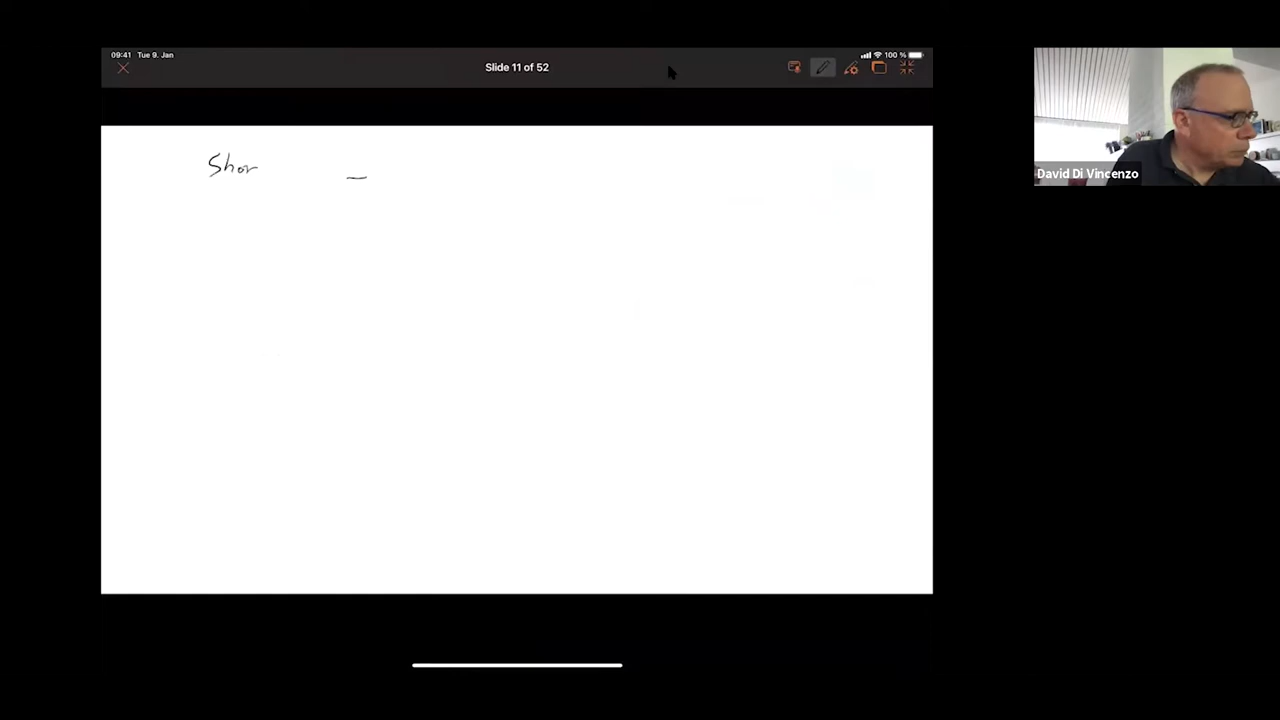 09:41 Tue 9. Jan
100 %
Slide 11 of 52
Shor —
David Di Vincenzo